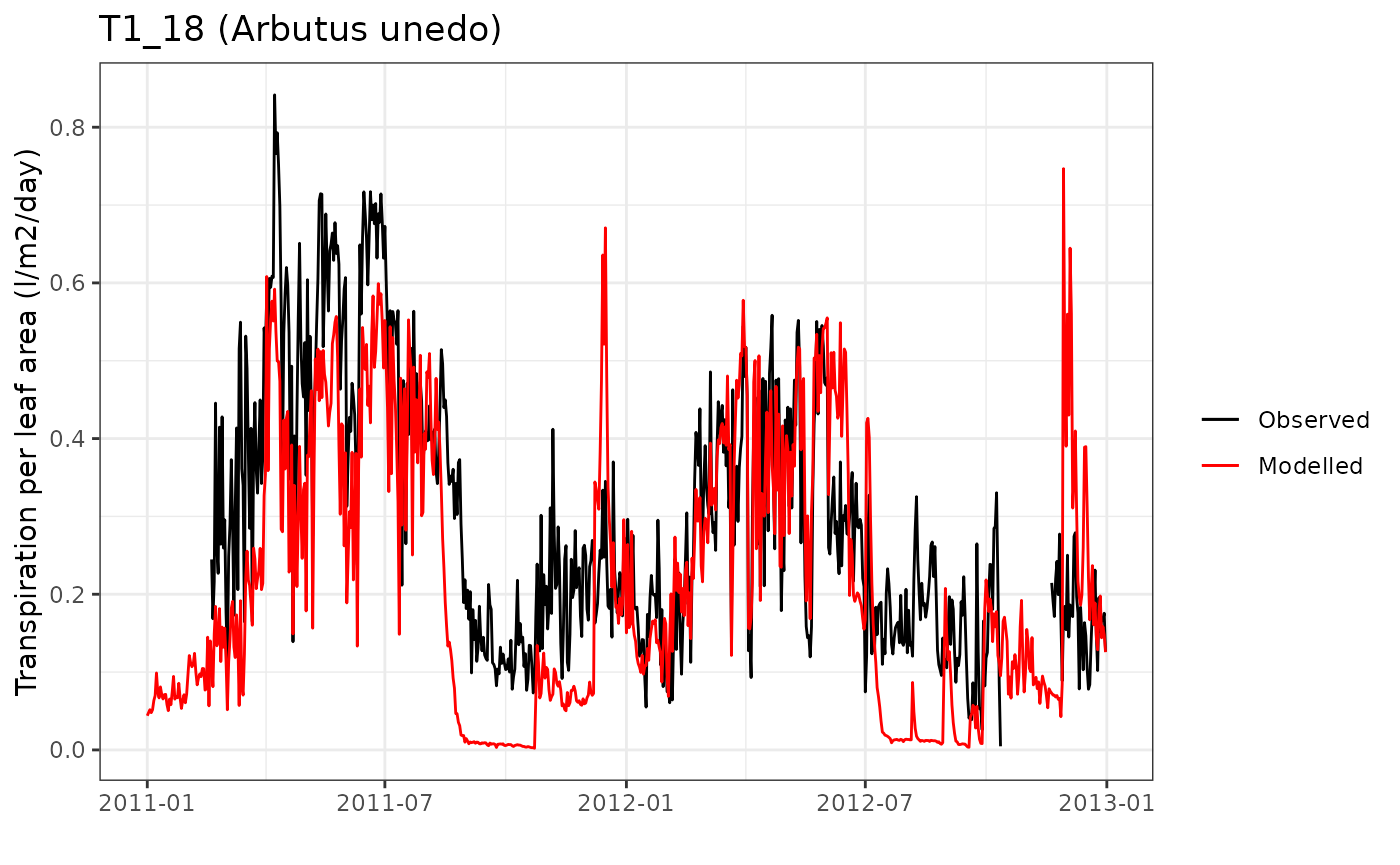 T1_18 (Arbutus unedo)
Transpiration per leaf area (l/m2/day)
0.8
0.6
0.4
0.2
0.0
2011-01
2011-07
2012-01
2012-07
2013-01
Observed
Modelled